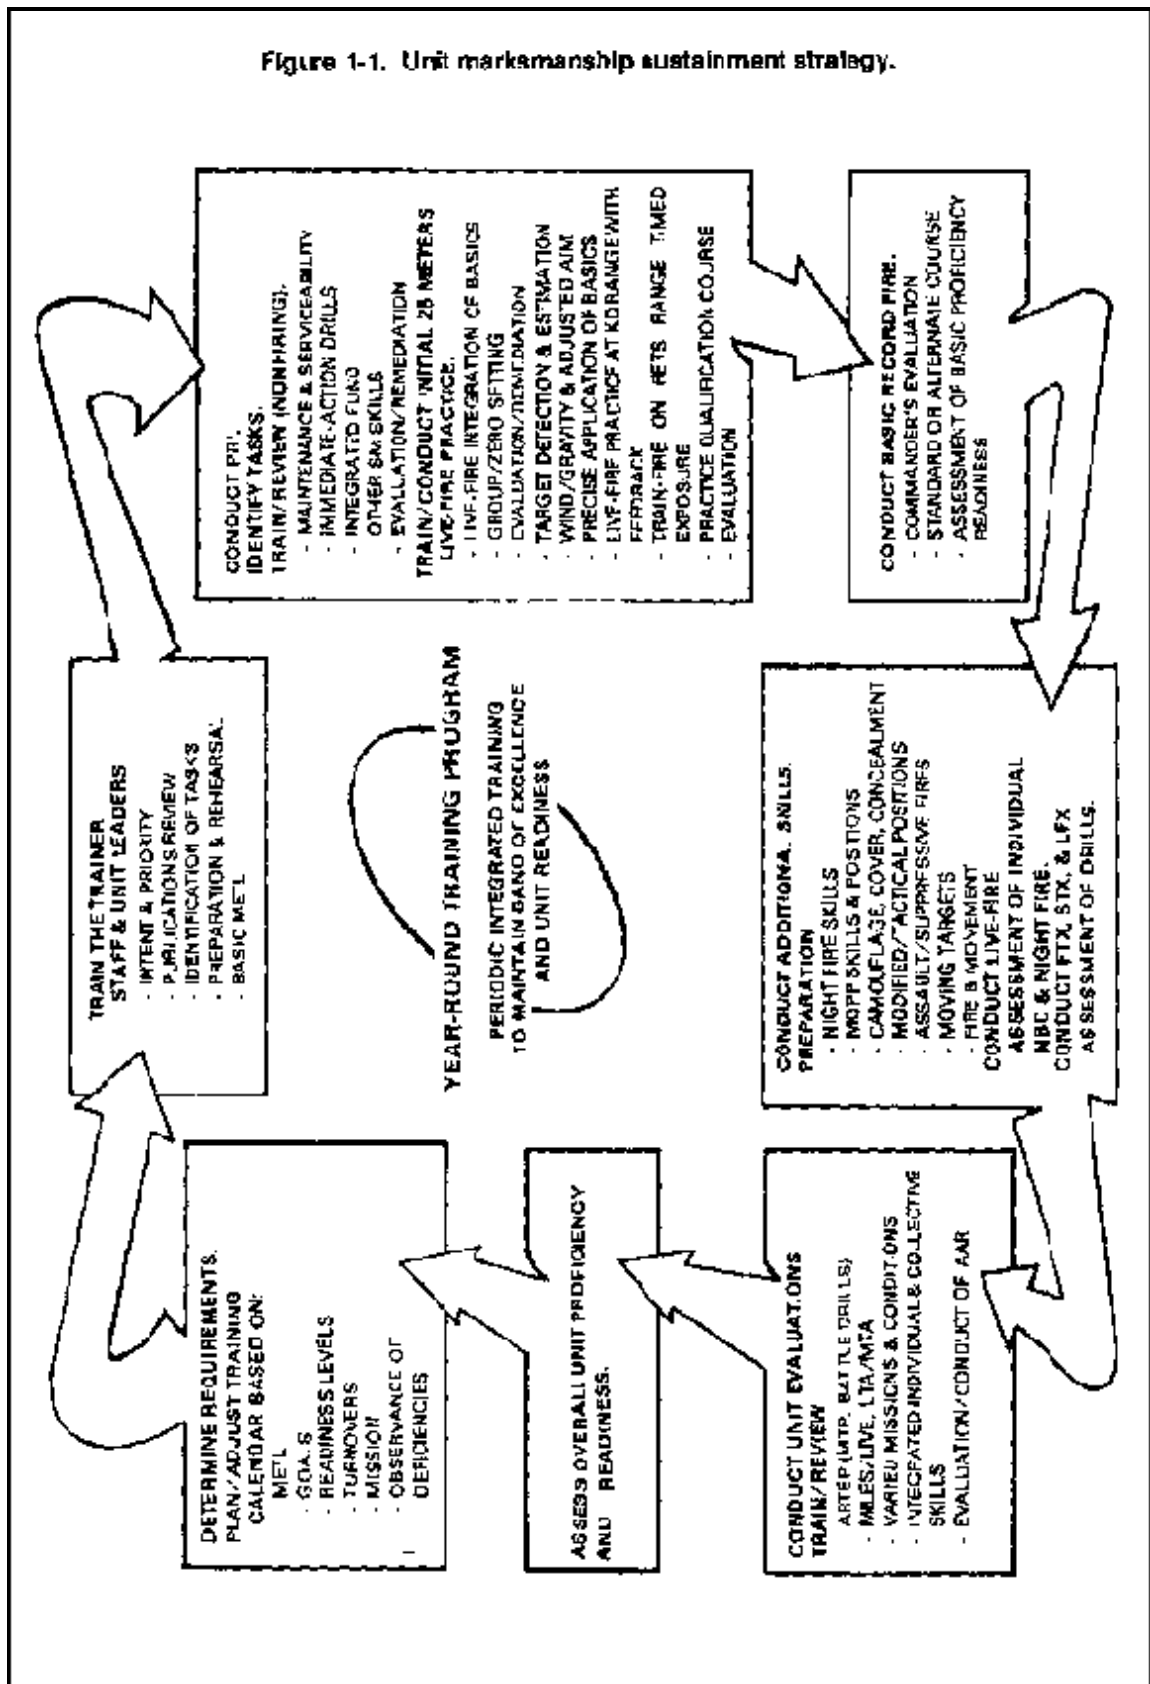 Figure 1-1. Unit marksmanship sustainment strategy.
DETERMINE REQUIREMENTS.
PLAN/ADJUST TRAINING
CALENDAR BASED ON:
METL
- GOALS
- READINESS LEVELS
- TURNOVERS
- MISSION
- OBSERVANCE OF
DEFICIENCIES
TRAIN THE TRAINER
STAFF & UNIT LEADERS
- INTENT & PRIORITY
- PUBLICATIONS REVIEW
- IDENTIFICATION OF TASKS
- PREPARATION & REHEARSAL
- BASIC METL
CONDUCT PRI.
IDENTIFY TASKS.
TRAIN/REVIEW (NONFIRING).
- MAINTENANCE & SERVICEABILITY
- IMMEDIATE-ACTION DRILLS
- INTEGRATED FUND
OTHER SM SKILLS
- EVALUATION/REMEDIATION
TRAIN/CONDUCT INITIAL 25 METERS
LIVE-FIRE PRACTICE.
- LIVE-FIRE INTEGRATION OF BASICS
- GROUP/ZERO SETTING
- EVALUATION/REMEDIATION
- TARGET DETECTION & ESTIMATION
- WIND/GRAVITY & ADJUSTED AIM
- PRECISE APPLICATION OF BASICS
- LIVE-FIRE PRACTICE AT KD RANGE WITH
FEEDBACK
- TRAIN-FIRE ON RETS RANGE TIMED
EXPOSURE
- PRACTICE QUALIFICATION COURSE
- EVALUATION
YEAR-ROUND TRAINING PROGRAM
PERIODIC INTEGRATED TRAINING
TO MAINTAIN BAND OF EXCELLENCE
AND UNIT READINESS
ASSESS OVERALL UNIT PROFICIENCY
AND READINESS.
CONDUCT UNIT EVALUATIONS
TRAIN/REVIEW
ARTEP (MTP, BATTLE DRILLS)
- MILES/LIVE, LTA/MTA
- VARIED MISSIONS & CONDITIONS
- INTEGRATED INDIVIDUAL & COLLECTIVE
SKILLS
- EVALUATION/CONDUCT OF AAR
CONDUCT ADDITIONAL SKILLS.
PREPARATION
- NIGHT FIRE SKILLS
- MOPP SKILLS & POSITIONS
- CAMOUFLAGE, COVER, CONCEALMENT
- MODIFIED/TACTICAL POSITIONS
- ASSAULT/SUPPRESSIVE FIRES
- MOVING TARGETS
- FIRE & MOVEMENT
CONDUCT LIVE-FIRE
ASSESSMENT OF INDIVIDUAL
NBC & NIGHT FIRE.
CONDUCT FTX, STX, & LFX
ASSESSMENT OF DRILLS.
CONDUCT BASIC RECORD FIRE.
- COMMANDER'S EVALUATION
- STANDARD OR ALTERNATE COURSE
- ASSESSMENT OF BASIC PROFICIENCY
READINESS